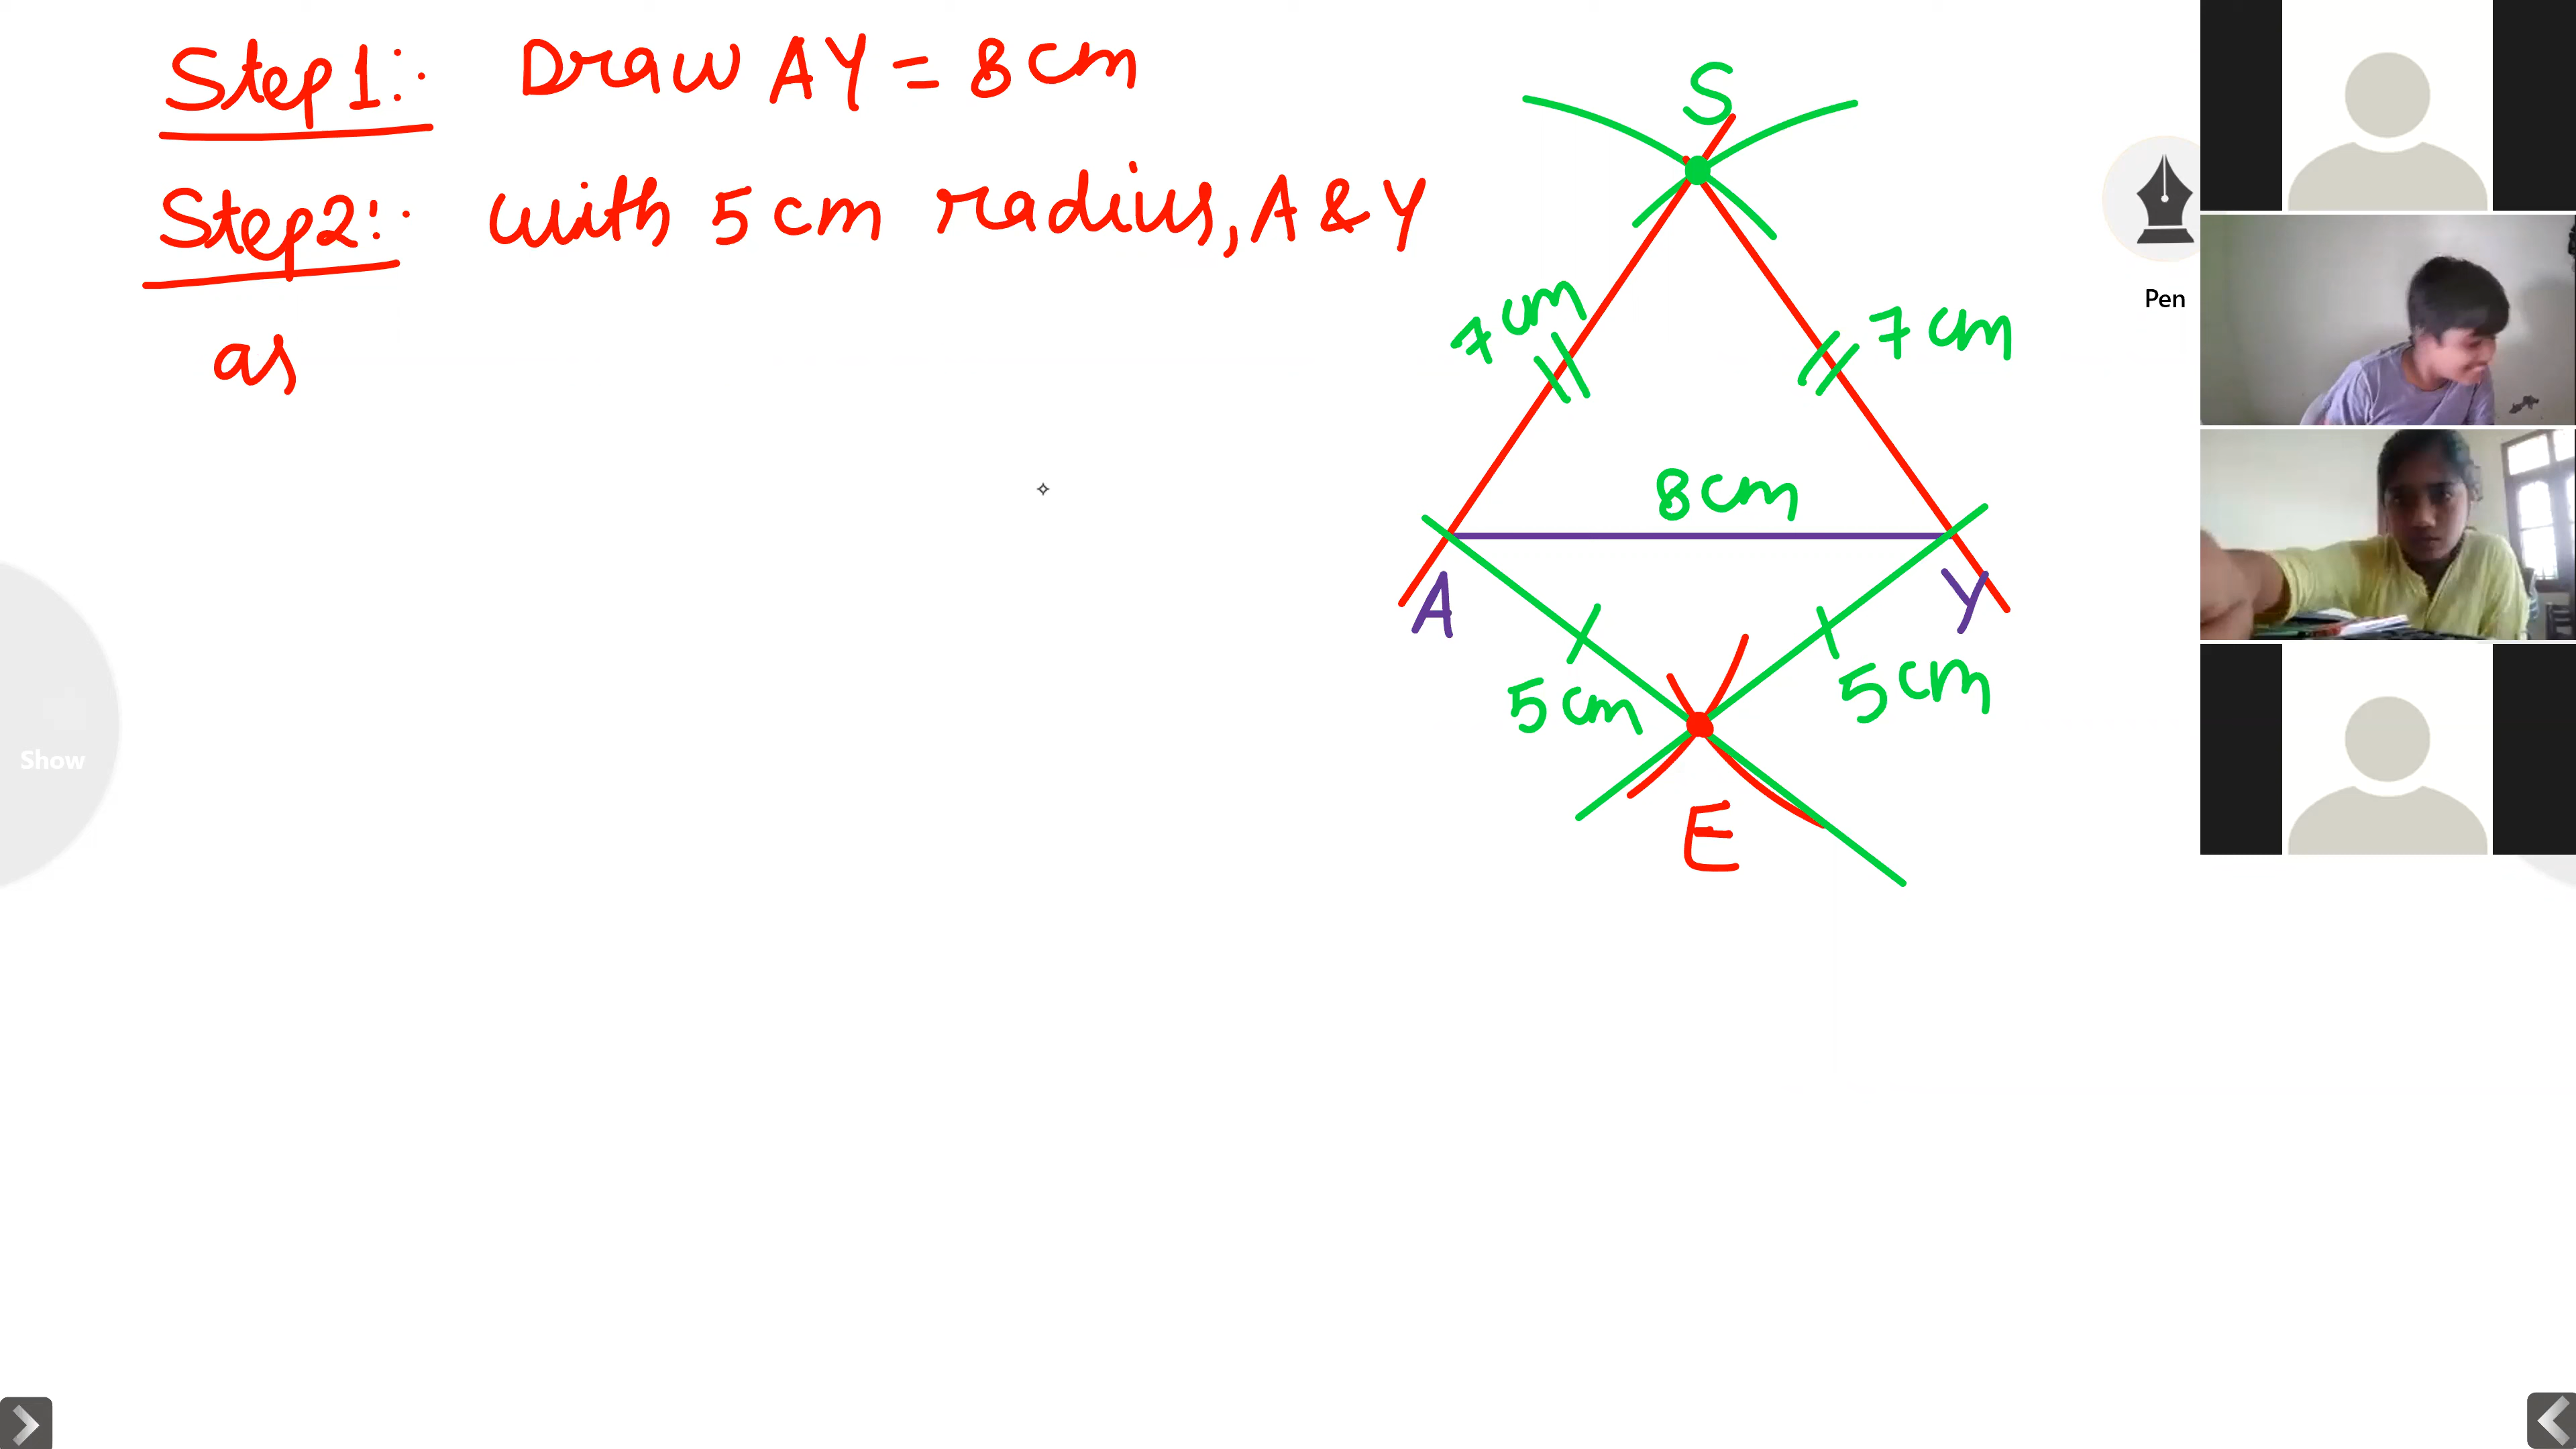 Step 1:- Draw AY = 8 cm
Step 2:- with 5 cm radius, A & Y
as
S
7 cm
7 cm
8 cm
A
Y
5 cm
5 cm
E
Pen
Show